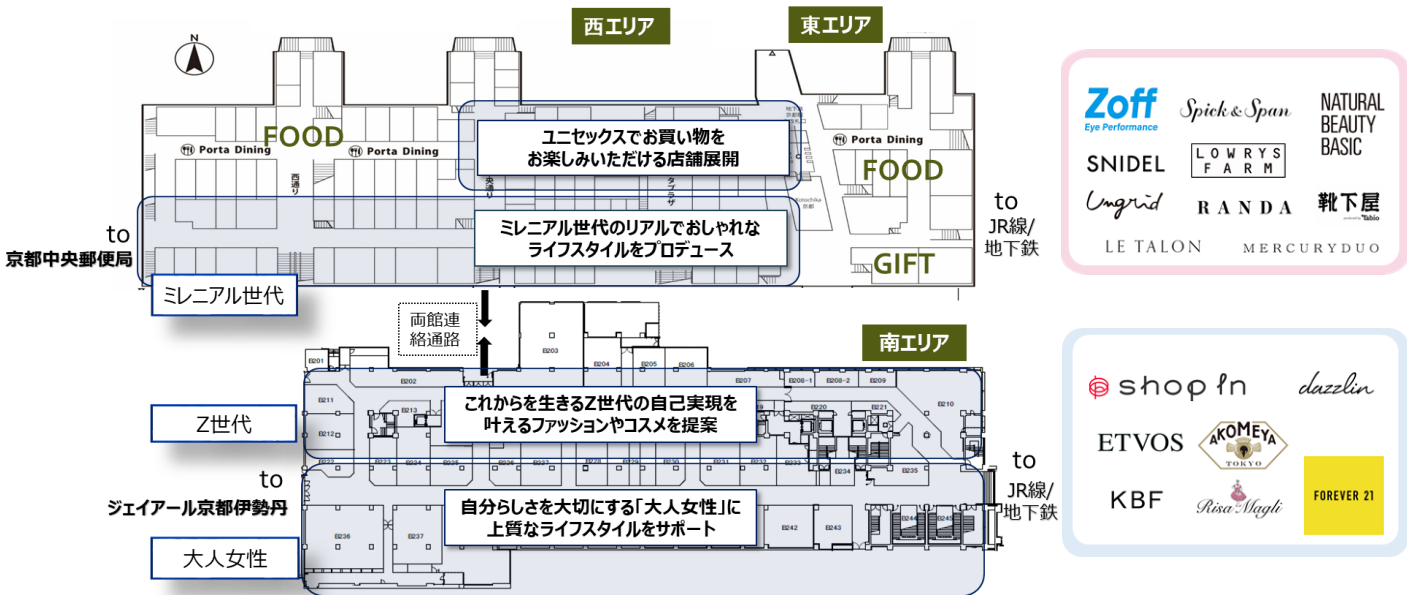 西エリア
東エリア
N
FOOD
Porta Dining
Porta Dining
Porta Dining
FOOD
GIFT
西通り
ユニセックスでお買い物を
お楽しみいただける店舗展開
ミレニアル世代のリアルでおしゃれな
ライフスタイルをプロデュース
to
京都中央郵便局
to
JR線/
地下鉄
ミレニアル世代
両館連
絡通路
南エリア
B201
B202
B203
B204
B205
B206
B207
B208-1
B208-2
B209
B210
B211
B212
B213
B220
B221
これからを生きるZ世代の自己実現を
叶えるファッションやコスメを提案
Z世代
B234
B235
to
ジェイアール京都伊勢丹
to
JR線/
地下鉄
自分らしさを大切にする「大人女性」に
上質なライフスタイルをサポート
B236
B237
B242
B243
B244
B245
大人女性
Zoff
Eye Performance
Spick & Span
NATURAL
BEAUTY
BASIC
SNIDEL
LOWRYS
FARM
Ungrid
RANDA
靴下屋
produced by Tabio
LE TALON
MERCURYDUO
shop In
dazzlin
ETVOS
AKOMEYA
TOKYO
KBF
Risa Magli
FOREVER 21